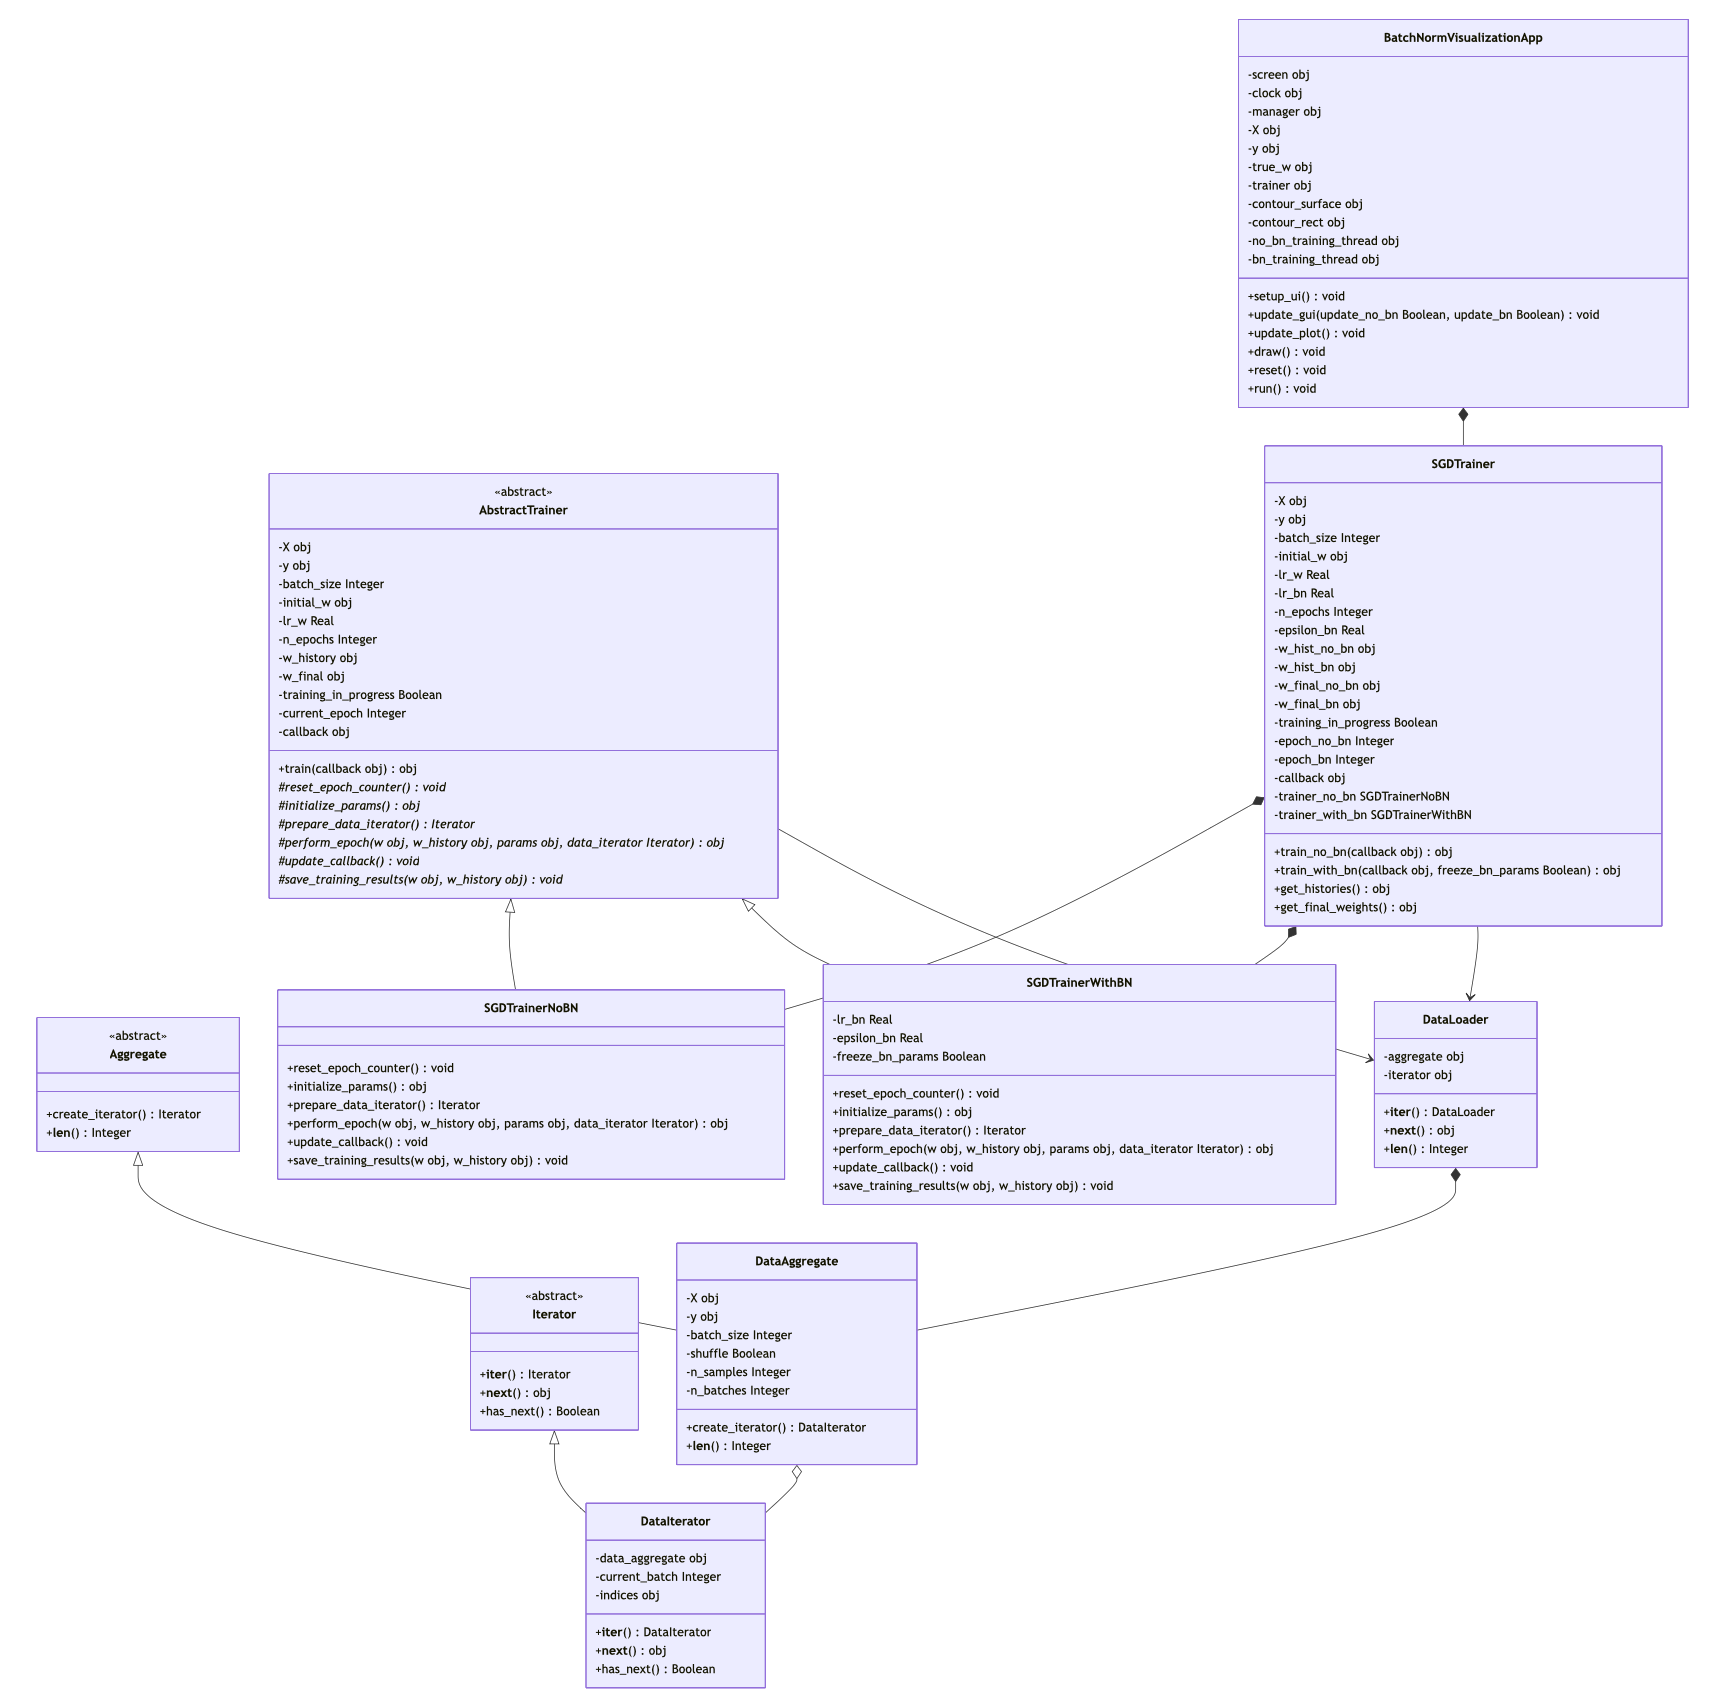 BatchNormVisualizationApp
-screen obj
-clock obj
-manager obj
-X obj
-y obj
-true_w obj
-trainer obj
-contour_surface obj
-contour_rect obj
-no_bn_training_thread obj
-bn_training_thread obj
+setup_ui() : void
+update_gui(update_no_bn Boolean, update_bn Boolean) : void
+update_plot() : void
+draw() : void
+reset() : void
+run() : void
SGDTrainer
-X obj
-y obj
-batch_size Integer
-initial_w obj
-lr_w Real
-lr_bn Real
-n_epochs Integer
-epsilon_bn Real
-w_hist_no_bn obj
-w_hist_bn obj
-w_final_no_bn obj
-w_final_bn obj
-training_in_progress Boolean
-epoch_no_bn Integer
-epoch_bn Integer
-callback obj
-trainer_no_bn SGDTrainerNoBN
-trainer_with_bn SGDTrainerWithBN
+train_no_bn(callback obj) : obj
+train_with_bn(callback obj, freeze_bn_params Boolean) : obj
+get_histories() : obj
+get_final_weights() : obj
«abstract»
AbstractTrainer
-X obj
-y obj
-batch_size Integer
-initial_w obj
-lr_w Real
-n_epochs Integer
-w_history obj
-w_final obj
-training_in_progress Boolean
-current_epoch Integer
-callback obj
+train(callback obj) : obj
#reset_epoch_counter() : void
#initialize_params() : obj
#prepare_data_iterator() : Iterator
#perform_epoch(w obj, w_history obj, params obj, data_iterator Iterator) : obj
#update_callback() : void
#save_training_results(w obj, w_history obj) : void
SGDTrainerNoBN
+reset_epoch_counter() : void
+initialize_params() : obj
+prepare_data_iterator() : Iterator
+perform_epoch(w obj, w_history obj, params obj, data_iterator Iterator) : obj
+update_callback() : void
+save_training_results(w obj, w_history obj) : void
SGDTrainerWithBN
-lr_bn Real
-epsilon_bn Real
-freeze_bn_params Boolean
+reset_epoch_counter() : void
+initialize_params() : obj
+prepare_data_iterator() : Iterator
+perform_epoch(w obj, w_history obj, params obj, data_iterator Iterator) : obj
+update_callback() : void
+save_training_results(w obj, w_history obj) : void
DataLoader
-aggregate obj
-iterator obj
+iter() : DataLoader
+next() : obj
+len() : Integer
«abstract»
Aggregate
+create_iterator() : Iterator
+len() : Integer
«abstract»
Iterator
+iter() : Iterator
+next() : obj
+has_next() : Boolean
DataAggregate
-X obj
-y obj
-batch_size Integer
-shuffle Boolean
-n_samples Integer
-n_batches Integer
+create_iterator() : DataIterator
+len() : Integer
DataIterator
-data_aggregate obj
-current_batch Integer
-indices obj
+iter() : DataIterator
+next() : obj
+has_next() : Boolean